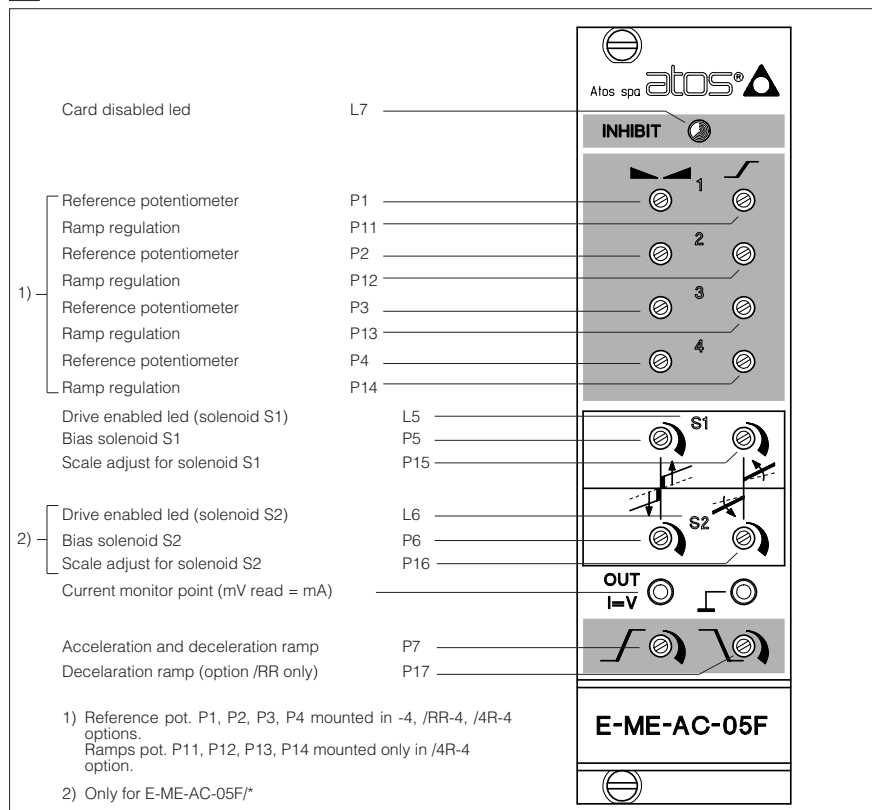 Atos spa atos®
Card disabled led L7
INHIBIT
1
Reference potentiometer P1
Ramp regulation P11
2
Reference potentiometer P2
Ramp regulation P12
1)
3
Reference potentiometer P3
Ramp regulation P13
4
Reference potentiometer P4
Ramp regulation P14
Drive enabled led (solenoid S1) L5
S1
Bias solenoid S1 P5
Scale adjust for solenoid S1 P15
Drive enabled led (solenoid S2) L6
S2
2)
Bias solenoid S2 P6
Scale adjust for solenoid S2 P16
Current monitor point (mV read = mA)
OUT
I=V
Acceleration and deceleration ramp P7
Decelaration ramp (option /RR only) P17
1) Reference pot. P1, P2, P3, P4 mounted in -4, /RR-4, /4R-4
options.
Ramps pot. P11, P12, P13, P14 mounted only in /4R-4
option.
2) Only for E-ME-AC-05F/*
E-ME-AC-05F